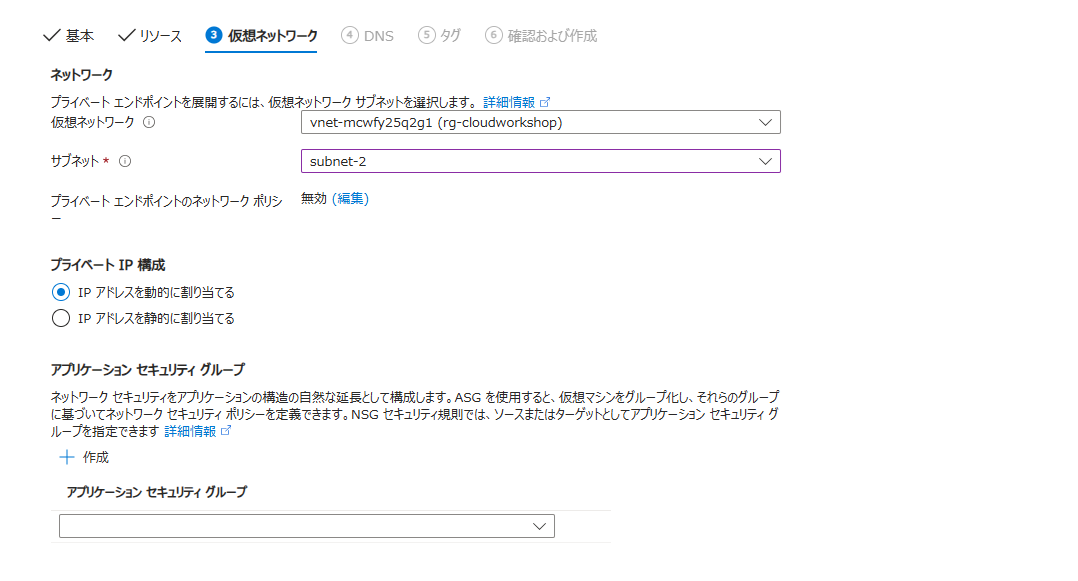 基本 リソース 3 仮想ネットワーク 4 DNS 5 タグ 6 確認および作成
ネットワーク
プライベート エンドポイントを展開するには、仮想ネットワーク サブネットを選択します。 詳細情報
仮想ネットワーク vnet-mcwfy25q2g1 (rg-cloudworkshop)
サブネット * subnet-2
プライベート エンドポイントのネットワーク ポリシ
ー
無効 (編集)
プライベート IP 構成
IP アドレスを動的に割り当てる
IP アドレスを静的に割り当てる
アプリケーション セキュリティ グループ
ネットワーク セキュリティをアプリケーションの構造の自然な延長として構成します。ASG を使用すると、仮想マシンをグループ化し、それらのグループ
に基づいてネットワーク セキュリティ ポリシーを定義できます。NSG セキュリティ規則では、ソースまたはターゲットとしてアプリケーション セキュリティ グ
ループを指定できます 詳細情報
作成
アプリケーション セキュリティ グループ